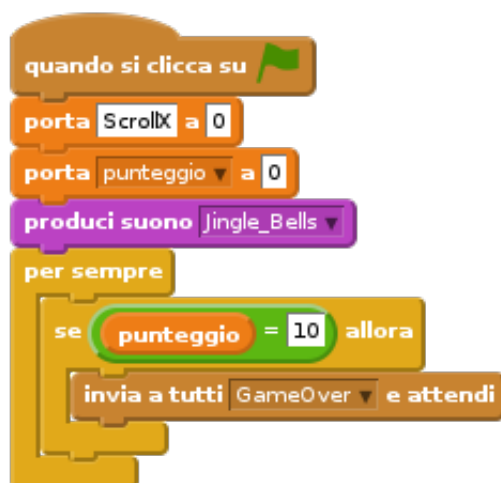 quando si clicca su
porta ScrollX a 0
porta punteggio a 0
produci suono Jingle_Bells
per sempre
se punteggio = 10 allora
invia a tutti GameOver e attendi